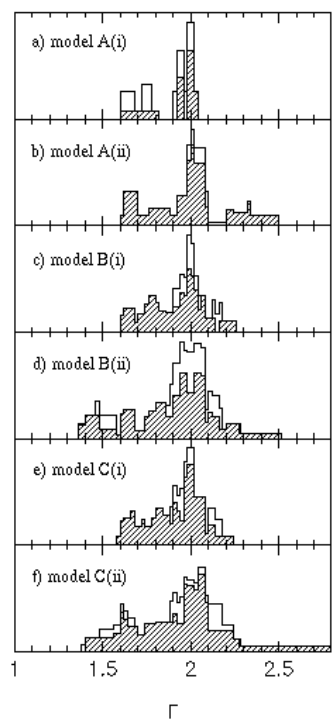 a) model A(i)
b) model A(ii)
c) model B(i)
d) model B(ii)
e) model C(i)
f) model C(ii)
1 1.5 2 2.5
Γ